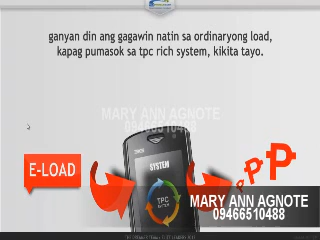 ganyan din ang gagawin natin sa ordinaryong load,
kapag pumasok sa tpc rich system, kikita tayo.
MARY ANN AGNOTE
09466510488
E-LOAD
SYSTEM
TPC
P P P
MARY ANN AGNOTE
09466510488